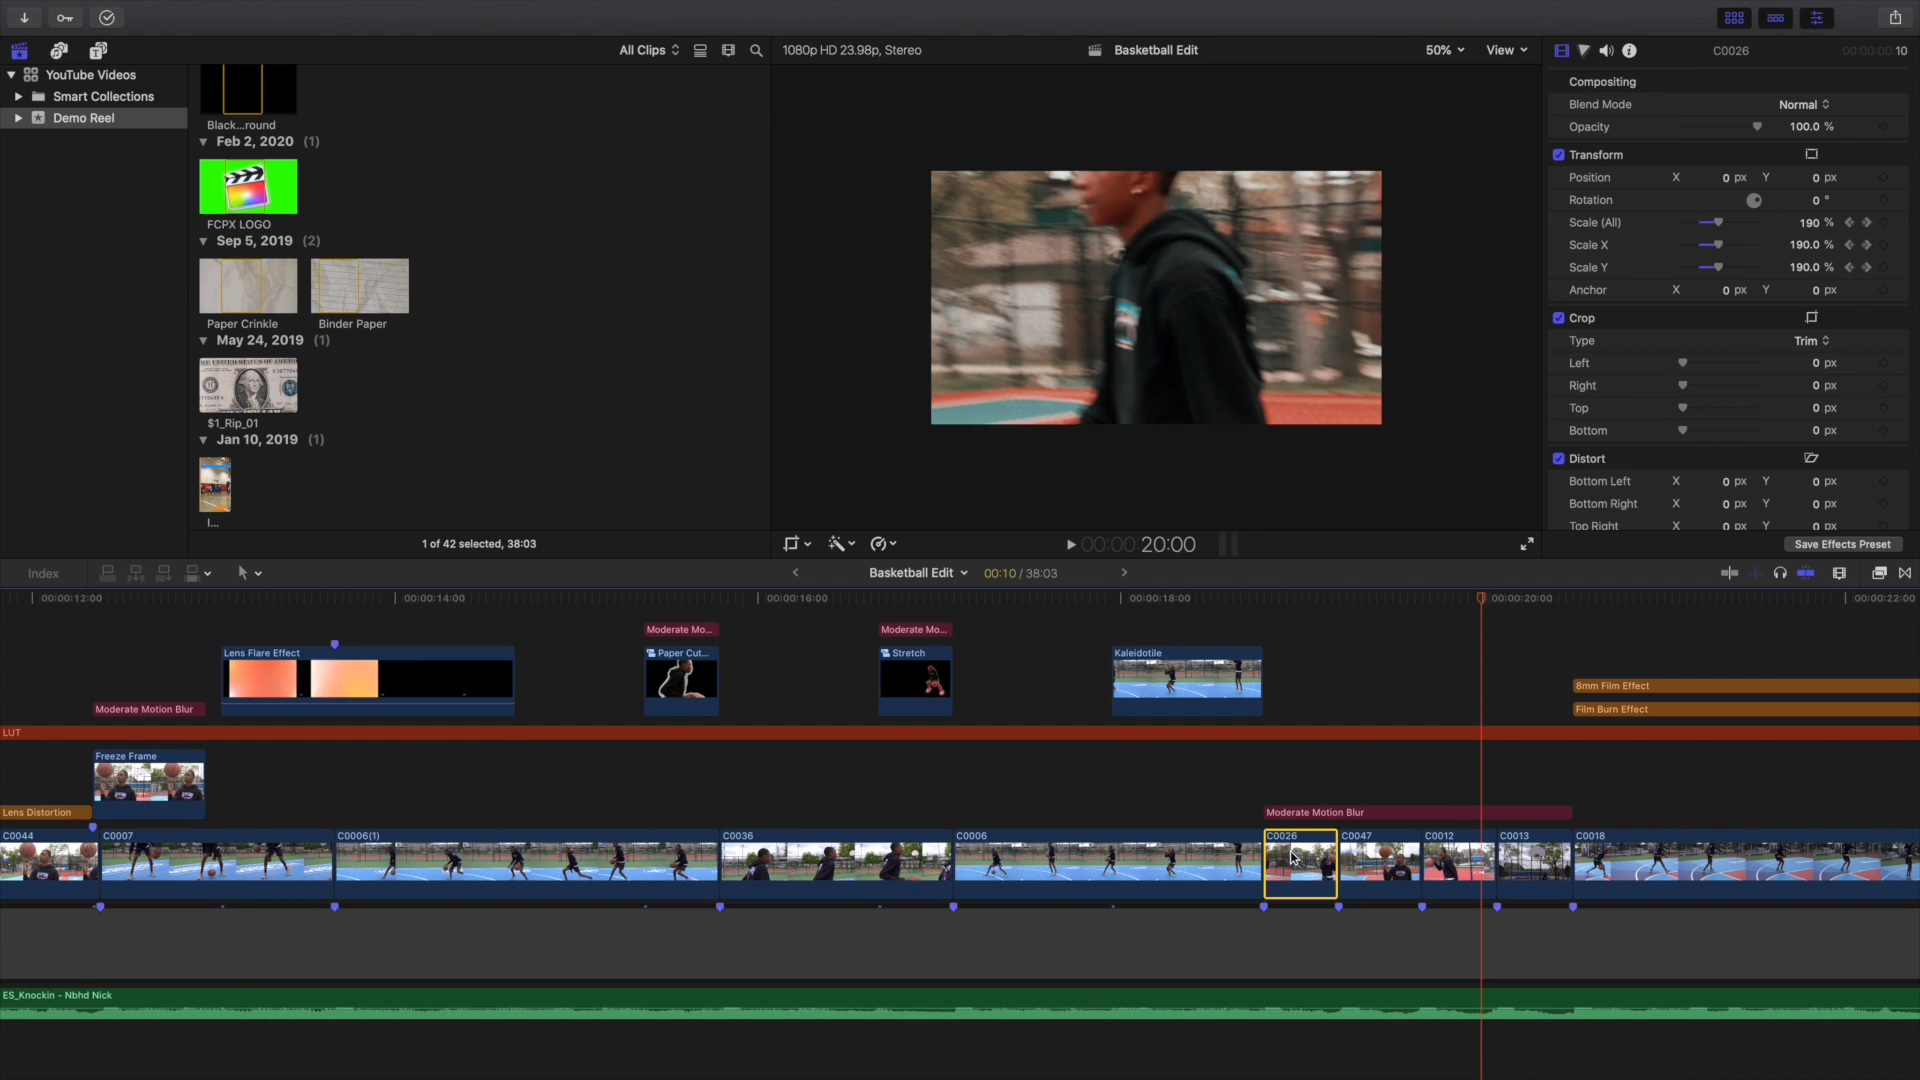 All Clips
1080p HD 23.98p, Stereo
Basketball Edit
50%
View
C0026
00:00:00:10
YouTube Videos
Smart Collections
Demo Reel
Black...round
Feb 2, 2020 (1)
FCPX LOGO
Sep 5, 2019 (2)
Paper Crinkle
Binder Paper
May 24, 2019 (1)
$1_Rip_01
Jan 10, 2019 (1)
I...
1 of 42 selected, 38:03
Compositing
Blend Mode Normal
Opacity 100.0 %
Transform
Position X 0 px Y 0 px
Rotation 0 °
Scale (All) 190 %
Scale X 190.0 %
Scale Y 190.0 %
Anchor X 0 px Y 0 px
Crop
Type Trim
Left 0 px
Right 0 px
Top 0 px
Bottom 0 px
Distort
Bottom Left X 0 px Y 0 px
Bottom Right X 0 px Y 0 px
Top Right X 0 px Y 0 px
Save Effects Preset
00:00:20:00
Index
Basketball Edit
00:10 / 38:03
00:00:12:00
00:00:14:00
00:00:16:00
00:00:18:00
00:00:20:00
00:00:22:00
Moderate Mo...
Moderate Mo...
Lens Flare Effect
Paper Cut...
Stretch
Kaleidotile
8mm Film Effect
Moderate Motion Blur
Film Burn Effect
LUT
Freeze Frame
Lens Distortion
Moderate Motion Blur
C0044
C0007
C0006(1)
C0036
C0006
C0026
C0047
C0012
C0013
C0018
ES_Knockin - Nbhd Nick